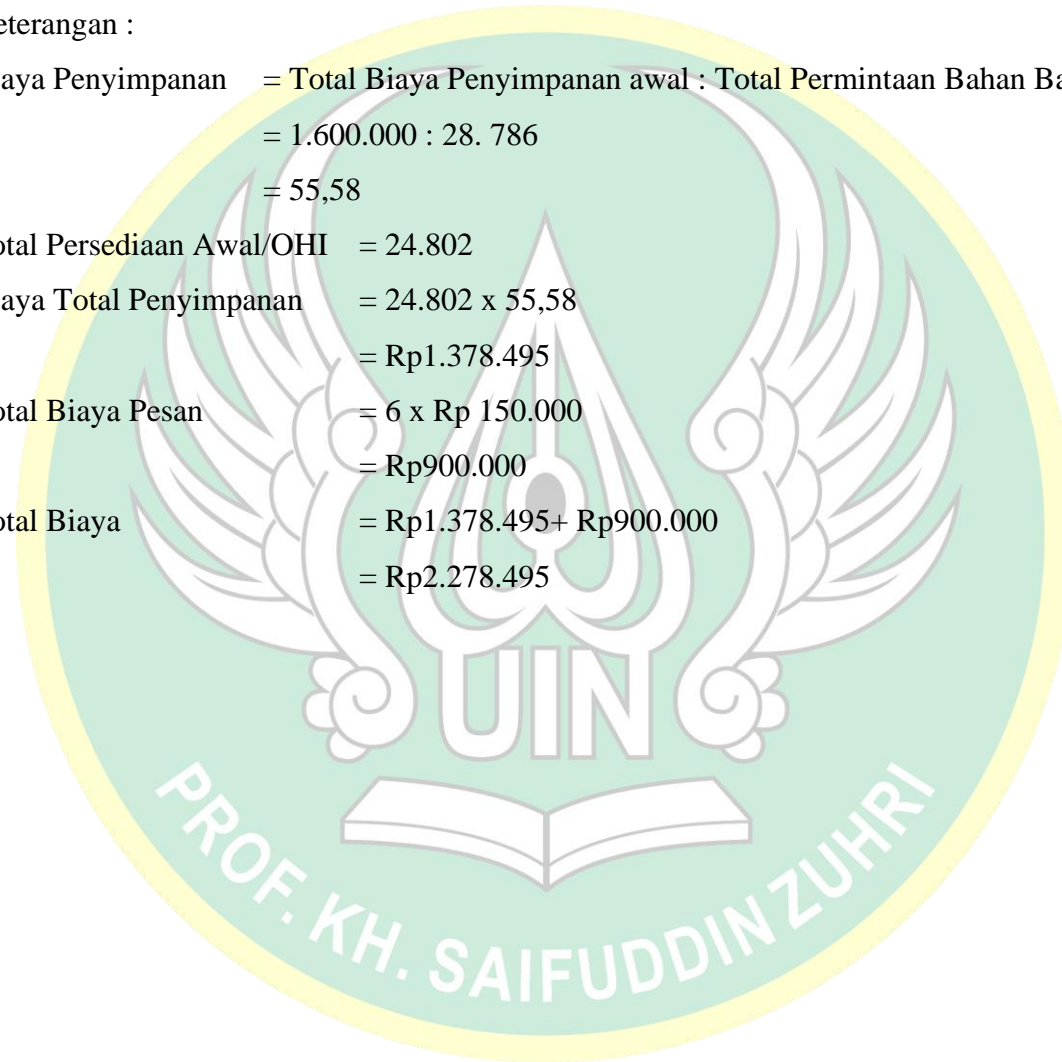 eterangan :
aya Penyimpanan = Total Biaya Penyimpanan awal : Total Permintaan Bahan Ba
= 1.600.000 : 28. 786
= 55,58
otal Persediaan Awal/OHI = 24.802
aya Total Penyimpanan = 24.802 x 55,58
= Rp1.378.495
otal Biaya Pesan = 6 x Rp 150.000
= Rp900.000
otal Biaya = Rp1.378.495+ Rp900.000
= Rp2.278.495
UIN
PROF. KH. SAIFUDDIN ZUHRI